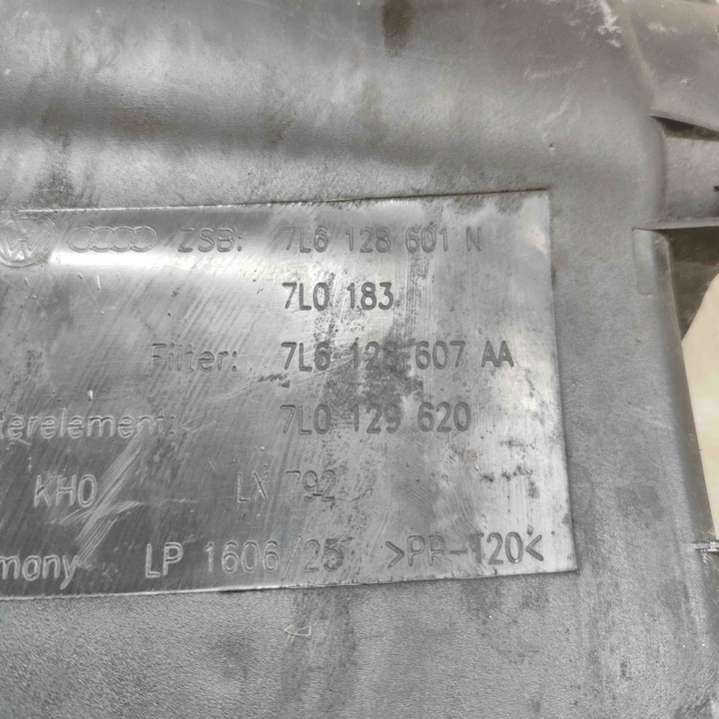 ZSB: 7L6 128 601 N
7L0 183
Filter: 7L6 128 607 AA
terelement: 7L0 129 620
KHO LX 792
many LP 1606/25 >PP-T20<